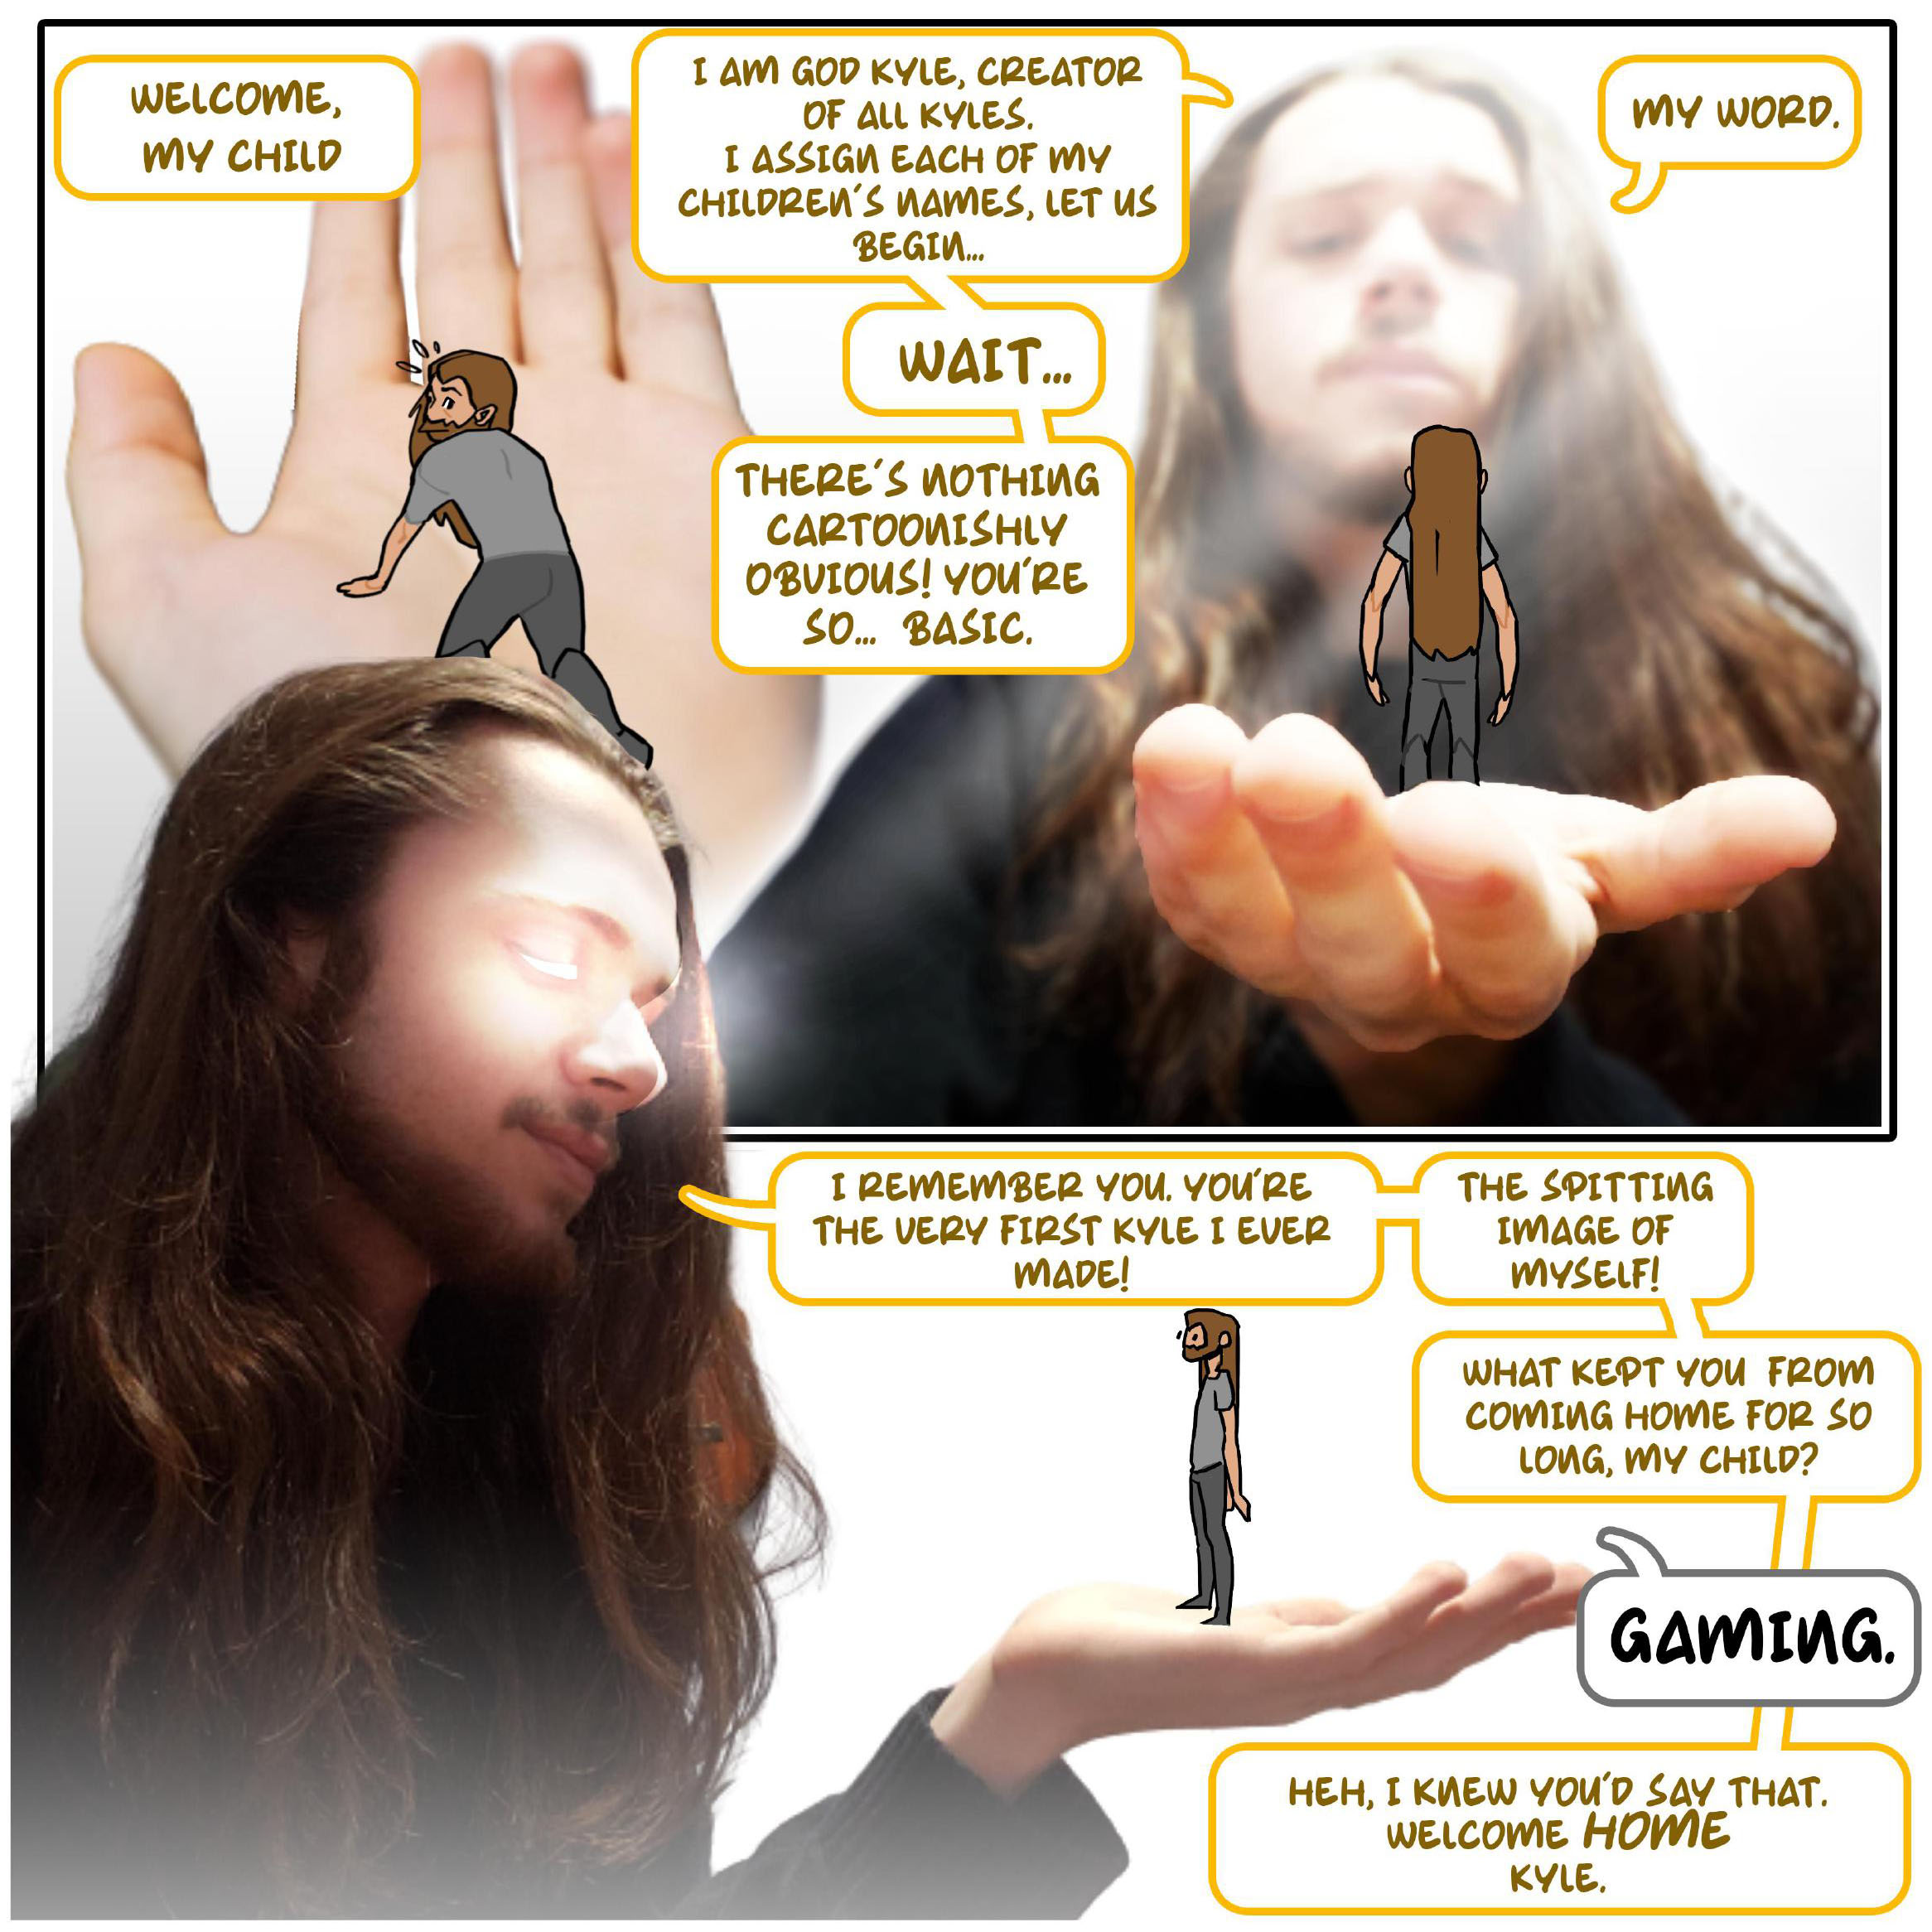 WELCOME,
MY CHILD
I AM GOD KYLE, CREATOR
OF ALL KYLES.
I ASSIGN EACH OF MY
CHILDREN'S NAMES, LET US
BEGIN...
WAIT...
THERE'S NOTHING
CARTOONISHLY
OBVIOUS! YOU'RE
SO... BASIC.
MY WORD.
I REMEMBER YOU. YOU'RE
THE VERY FIRST KYLE I EVER
MADE!
THE SPITTING
IMAGE OF
MYSELF!
WHAT KEPT YOU FROM
COMING HOME FOR SO
LONG, MY CHILD?
GAMING.
HEH, I KNEW YOU'D SAY THAT.
WELCOME HOME
KYLE.